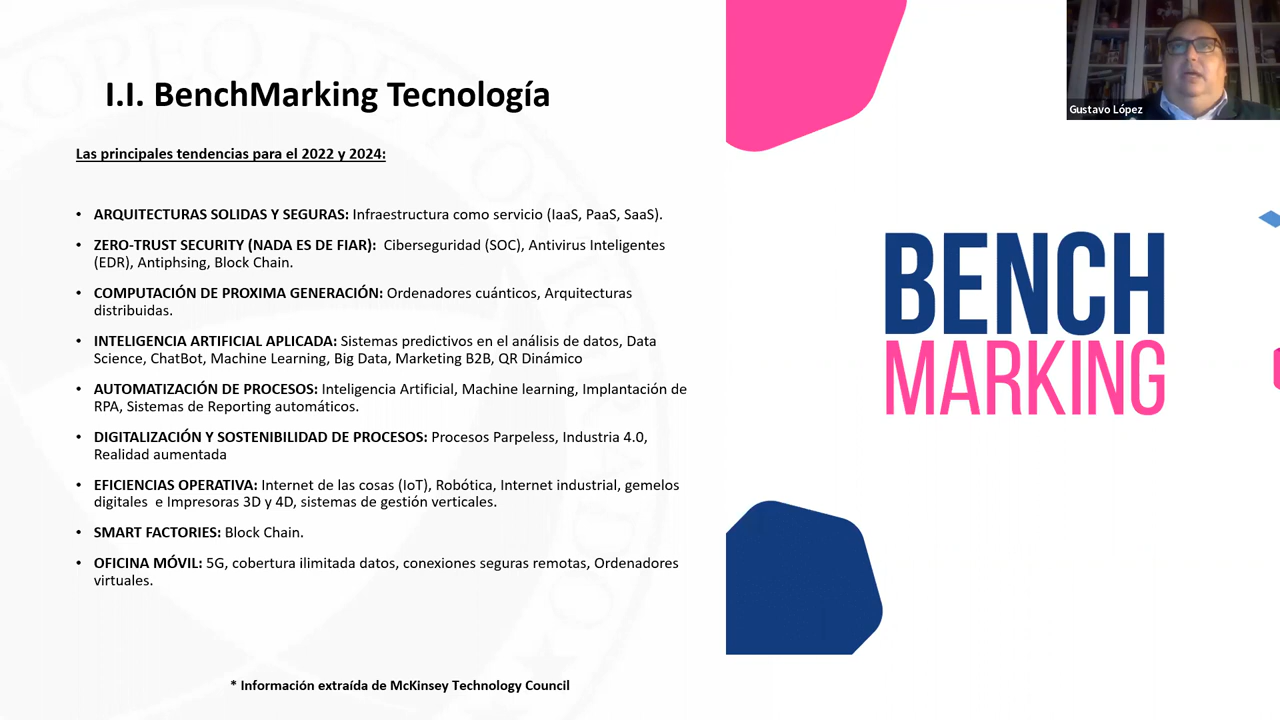 I.I. BenchMarking Tecnología
Las principales tendencias para el 2022 y 2024:
• ARQUITECTURAS SOLIDAS Y SEGURAS: Infraestructura como servicio (IaaS, PaaS, SaaS).
• ZERO-TRUST SECURITY (NADA ES DE FIAR): Ciberseguridad (SOC), Antivirus Inteligentes
(EDR), Antiphsing, Block Chain.
• COMPUTACIÓN DE PROXIMA GENERACIÓN: Ordenadores cuánticos, Arquitecturas
distribuidas.
• INTELIGENCIA ARTIFICIAL APLICADA: Sistemas predictivos en el análisis de datos, Data
Science, ChatBot, Machine Learning, Big Data, Marketing B2B, QR Dinámico
• AUTOMATIZACIÓN DE PROCESOS: Inteligencia Artificial, Machine learning, Implantación de
RPA, Sistemas de Reporting automáticos.
• DIGITALIZACIÓN Y SOSTENIBILIDAD DE PROCESOS: Procesos Parpeless, Industria 4.0,
Realidad aumentada
• EFICIENCIAS OPERATIVA: Internet de las cosas (IoT), Robótica, Internet industrial, gemelos
digitales e Impresoras 3D y 4D, sistemas de gestión verticales.
• SMART FACTORIES: Block Chain.
• OFICINA MÓVIL: 5G, cobertura ilimitada datos, conexiones seguras remotas, Ordenadores
virtuales.
* Información extraída de McKinsey Technology Council
BENCH
MARKING
Gustavo López